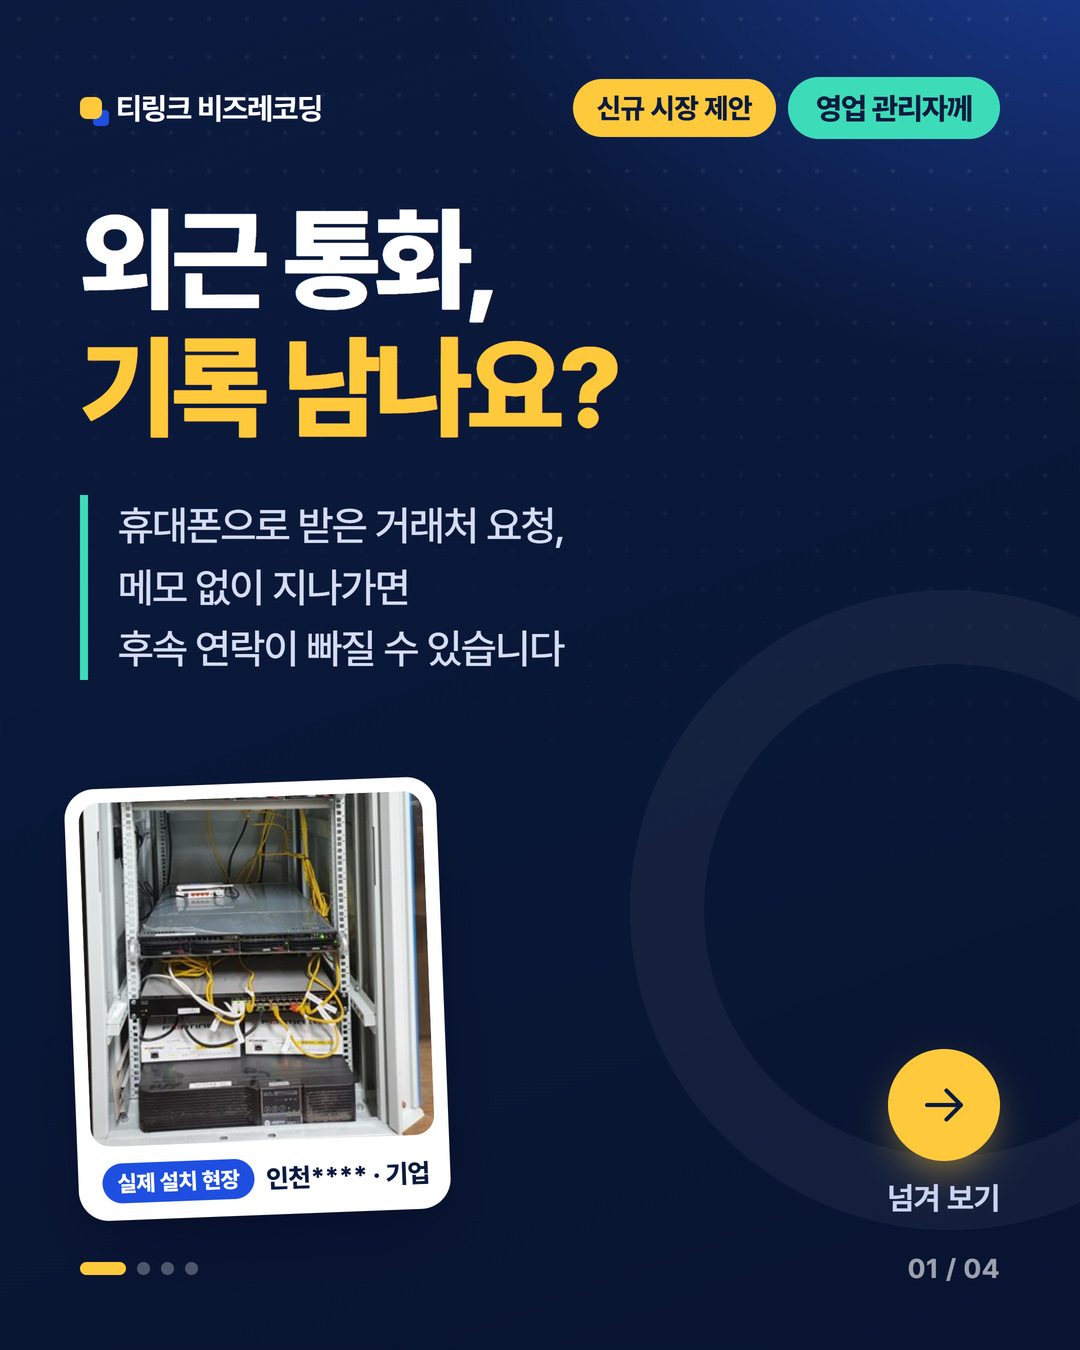 티링크 비즈레코딩
신규 시장 제안
영업 관리자께
외근 통화,
기록 남나요?
휴대폰으로 받은 거래처 요청,
메모 없이 지나가면
후속 연락이 빠질 수 있습니다
실제 설치 현장
인천**** · 기업
넘겨 보기
01 / 04